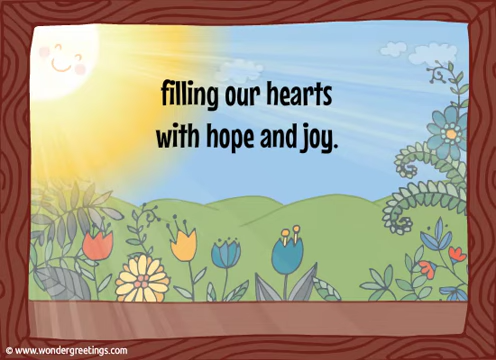 filling our hearts
with hope and joy.
© www.wondergreetings.com